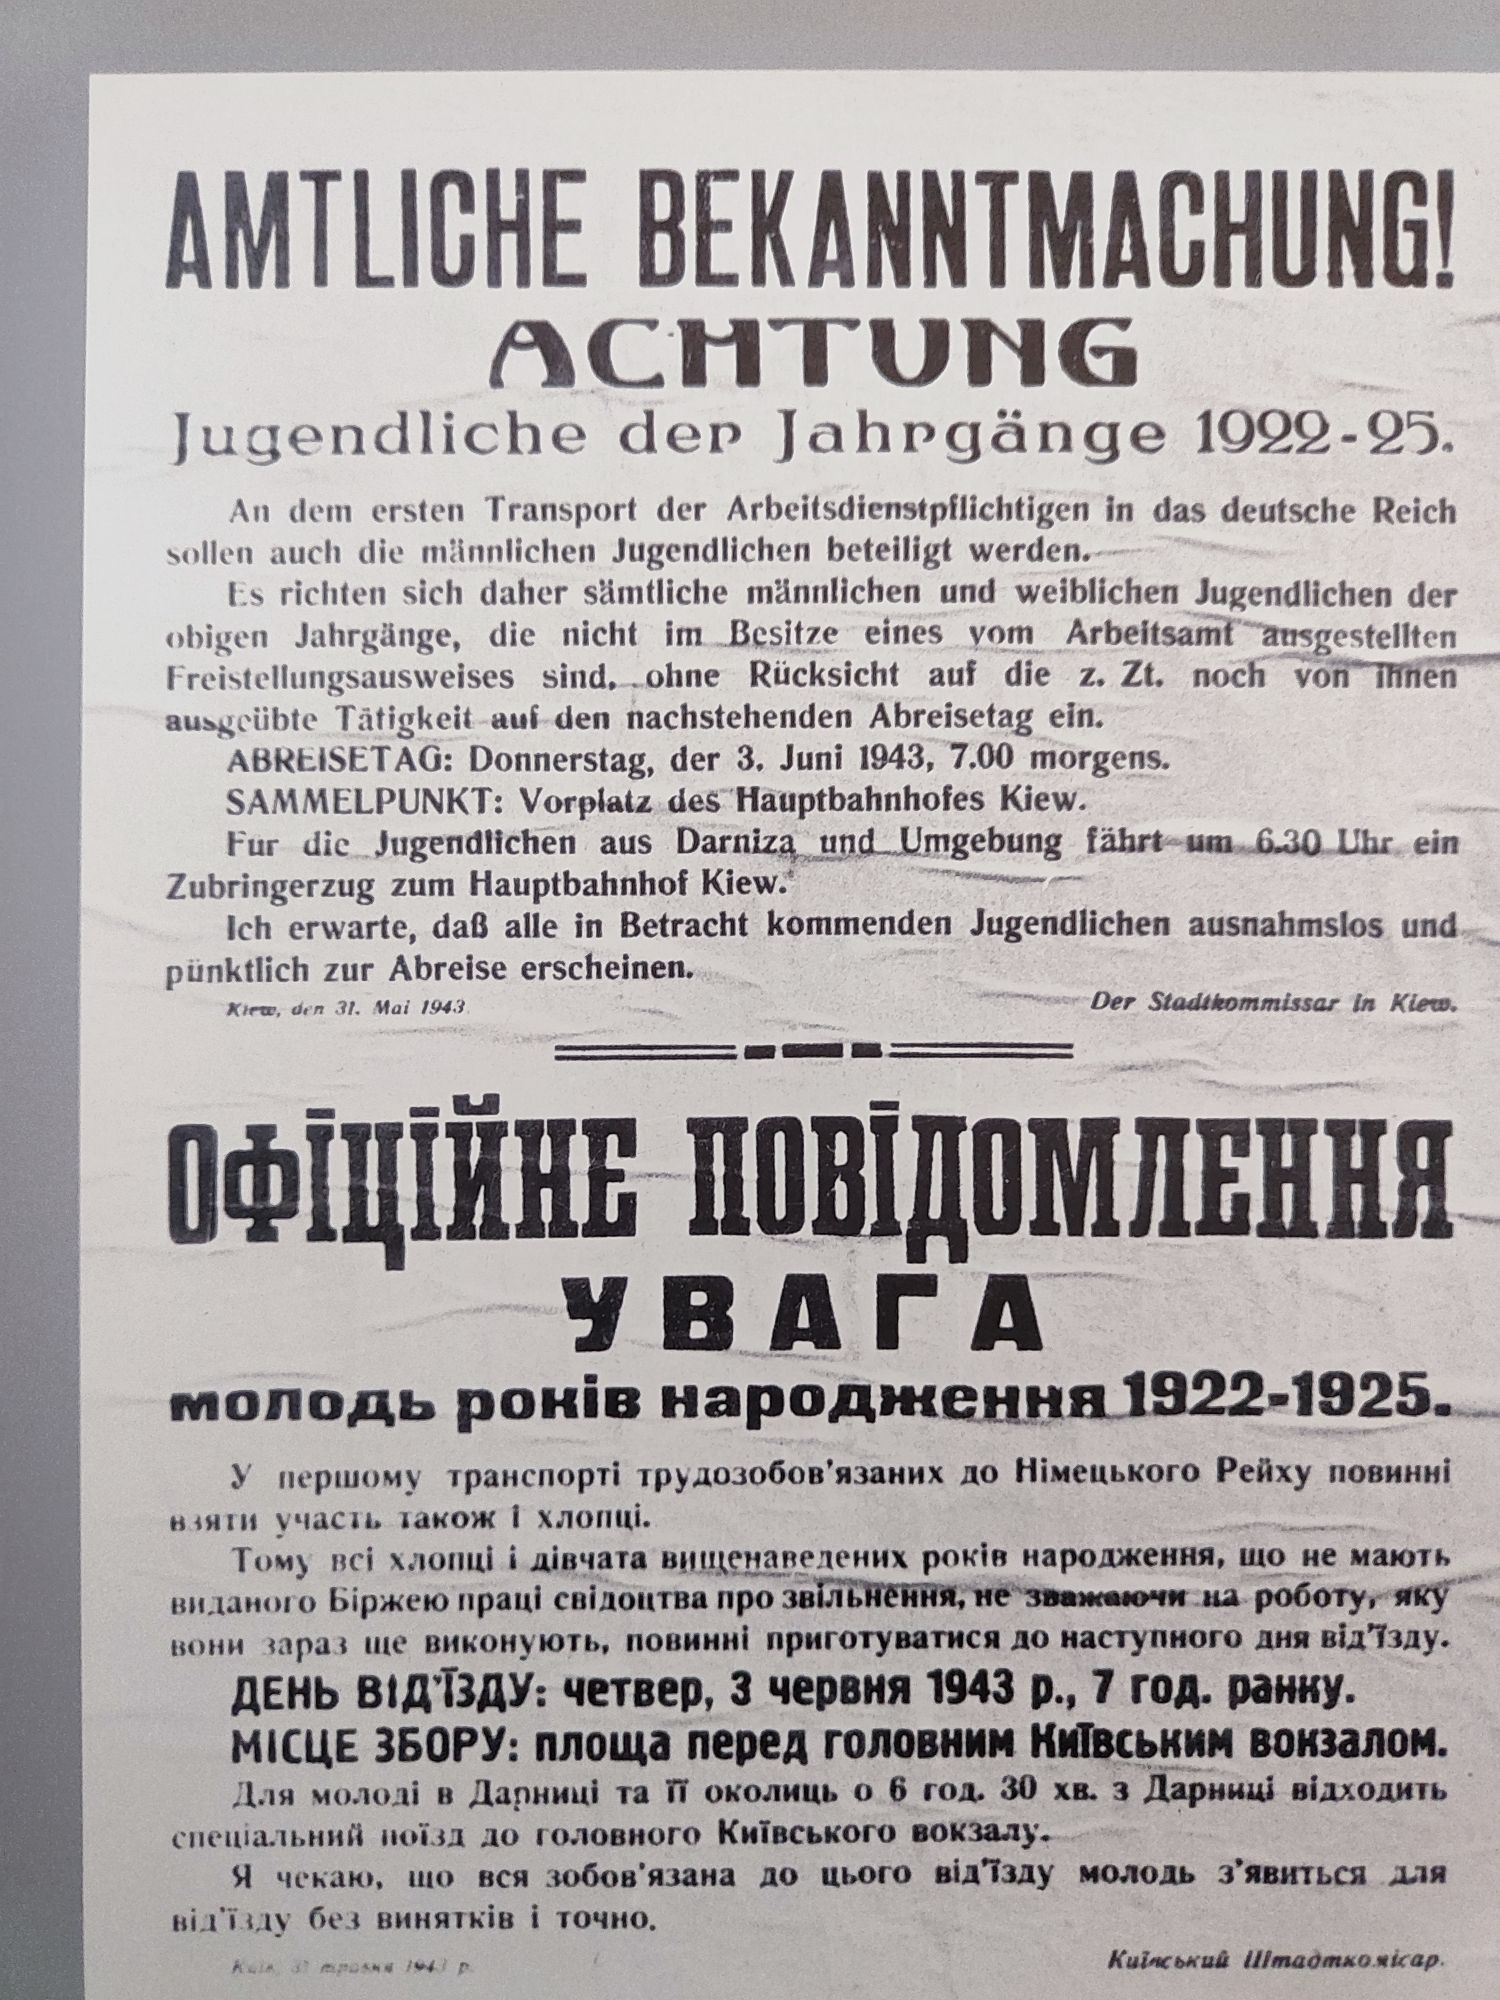 AMTLICHE BEKANNTMACHUNG!
ACHTUNG
Jugendliche der Jahrgänge 1922-25.
An dem ersten Transport der Arbeitsdienstpflichtigen in das deutsche Reich
sollen auch die männlichen Jugendlichen beteiligt werden.
Es richten sich daher sämtliche männlichen und weiblichen Jugendlichen der
obigen Jahrgänge, die nicht im Besitze eines vom Arbeitsamt ausgestellten
Freistellungsausweises sind, ohne Rücksicht auf die z. Zt. noch von ihnen
ausgeübte Tätigkeit auf den nachstehenden Abreisetag ein.
ABREISETAG: Donnerstag, der 3. Juni 1943, 7.00 morgens.
SAMMELPUNKT: Vorplatz des Hauptbahnhofes Kiew.
Fur die Jugendlichen aus Darniza und Umgebung fährt um 6.30 Uhr ein
Zubringerzug zum Hauptbahnhof Kiew.
Ich erwarte, daß alle in Betracht kommenden Jugendlichen ausnahmslos und
pünktlich zur Abreise erscheinen.
Kiew, den 31. Mai 1943
Der Stadtkommissar in Kiew.
ОФІЦІЙНЕ ПОВІДОМЛЕННЯ
УВАГА
молодь років народження 1922-1925.
У першому транспорті трудозобов'язаних до Німецького Рейху повинні
взяти участь також і хлопці.
Тому всі хлопці і дівчата вищенаведених років народження, що не мають
виданого Біржею праці свідоцтва про звільнення, не зважаючи на роботу, яку
вони зараз ще виконують, повинні приготуватися до наступного дня від'їзду.
ДЕНЬ ВІД'ЇЗДУ: четвер, 3 червня 1943 р., 7 год. ранку.
МІСЦЕ ЗБОРУ: площа перед головним Київським вокзалом.
Для молоді в Дарниці та її околиць о 6 год. 30 хв. з Дарниці відходить
спеціальний поїзд до головного Київського вокзалу.
Я чекаю, що вся зобов'язана до цього від'їзду молодь з'явиться для
від'їзду без винятків і точно.
Київ, 31 травня 1943 р.
Київський Штадткомісар.